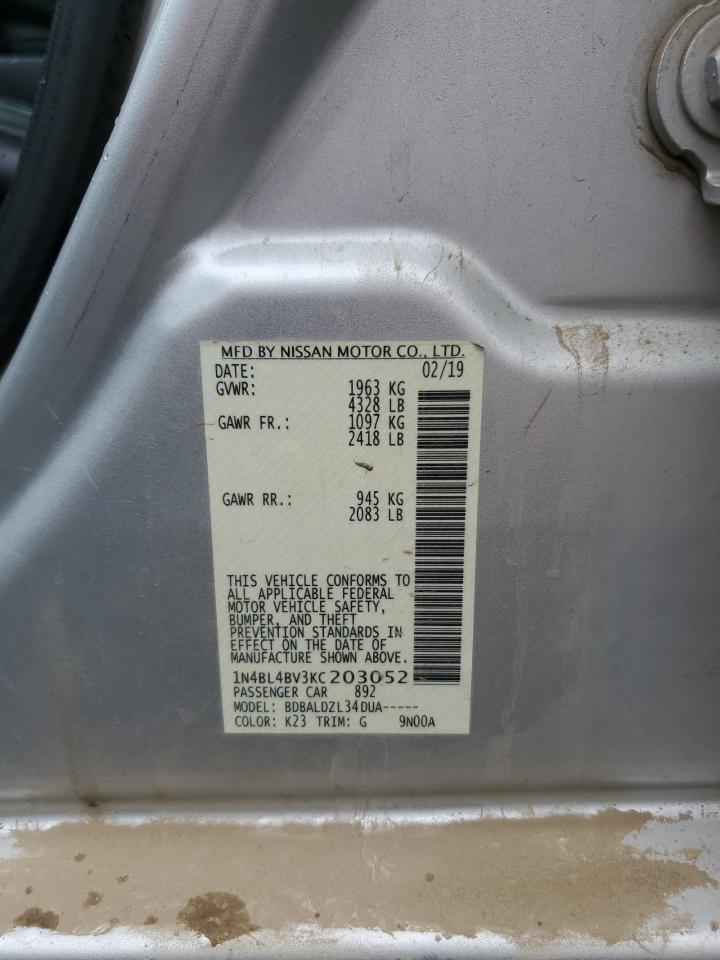 MFD BY NISSAN MOTOR CO., LTD.
DATE: 02/19
GVWR: 1963 KG
4328 LB
GAWR FR.: 1097 KG
2418 LB
GAWR RR.: 945 KG
2083 LB
THIS VEHICLE CONFORMS TO
ALL APPLICABLE FEDERAL
MOTOR VEHICLE SAFETY,
BUMPER, AND THEFT
PREVENTION STANDARDS IN
EFFECT ON THE DATE OF
MANUFACTURE SHOWN ABOVE.
1N4BL4BV3KC203052
PASSENGER CAR 892
MODEL: BDBALDZL34DUA-----
COLOR: K23 TRIM: G 9N00A